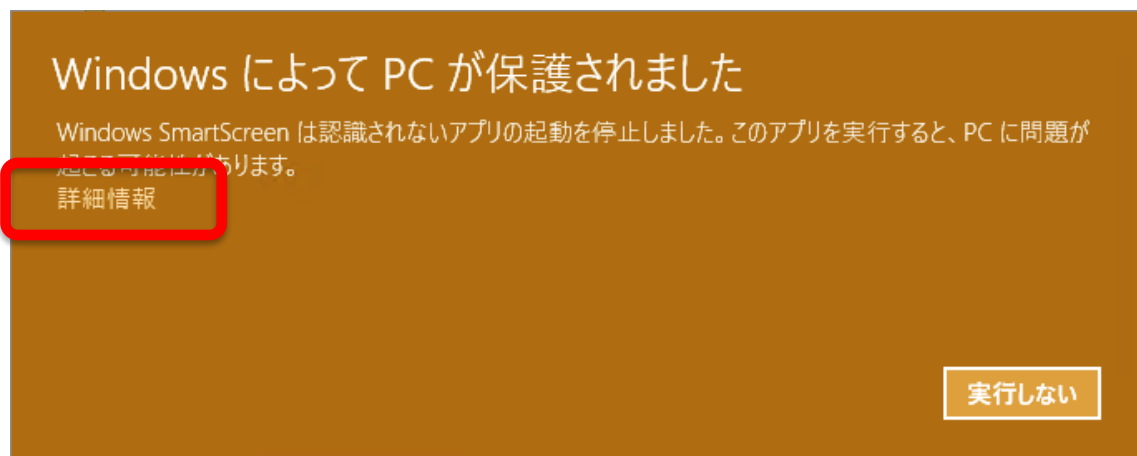 Windows によって PC が保護されました
Windows SmartScreen は認識されないアプリの起動を停止しました。このアプリを実行すると、PC に問題が
起こる可能性があります。
詳細情報
実行しない